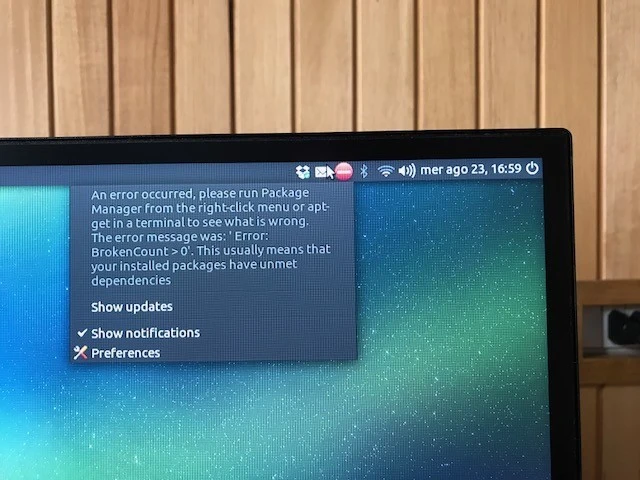 mer ago 23, 16:59
An error occurred, please run Package
Manager from the right-click menu or apt-
get in a terminal to see what is wrong.
The error message was: ' Error:
BrokenCount > 0'. This usually means that
your installed packages have unmet
dependencies
Show updates
Show notifications
Preferences